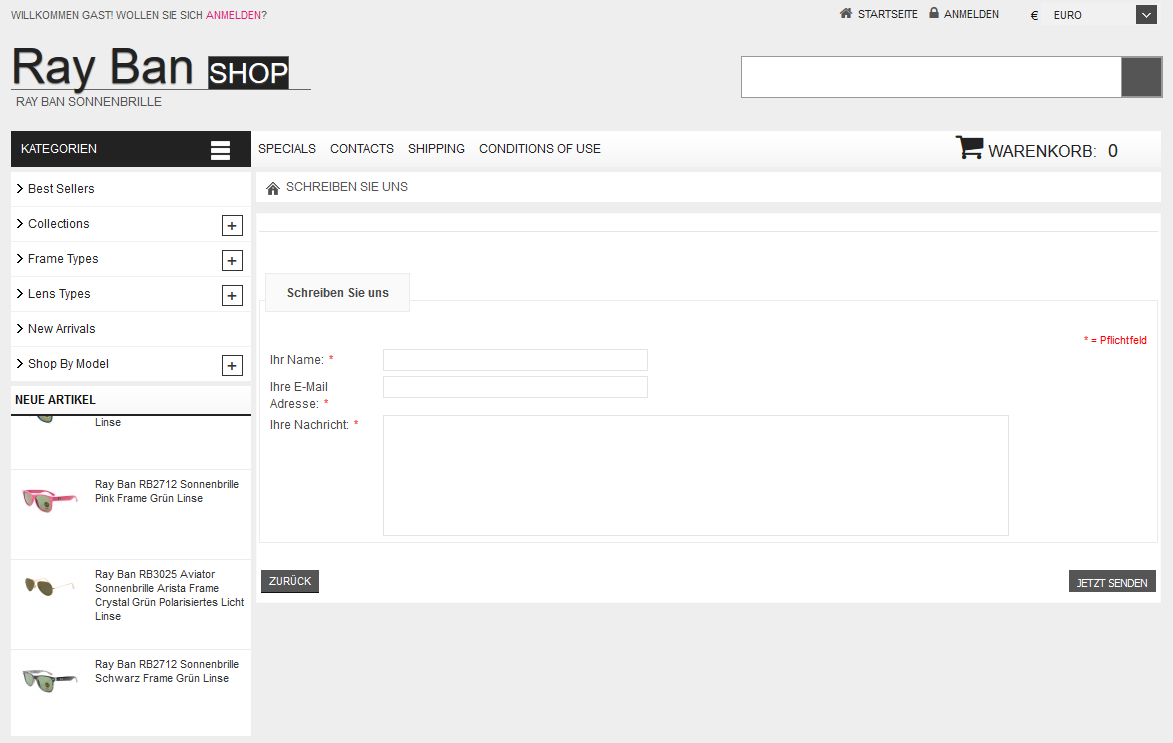 WILLKOMMEN GAST! WOLLEN SIE SICH ANMELDEN?
STARTSEITE
ANMELDEN
€ EURO
Ray Ban SHOP
RAY BAN SONNENBRILLE
KATEGORIEN
SPECIALS
CONTACTS
SHIPPING
CONDITIONS OF USE
WARENKORB: 0
Best Sellers
Collections
Frame Types
Lens Types
New Arrivals
Shop By Model
NEUE ARTIKEL
Linse
Ray Ban RB2712 Sonnenbrille
Pink Frame Grün Linse
Ray Ban RB3025 Aviator
Sonnenbrille Arista Frame
Crystal Grün Polarisiertes Licht
Linse
Ray Ban RB2712 Sonnenbrille
Schwarz Frame Grün Linse
SCHREIBEN SIE UNS
Schreiben Sie uns
* = Pflichtfeld
Ihr Name: *
Ihre E-Mail
Adresse: *
Ihre Nachricht: *
ZURÜCK
JETZT SENDEN